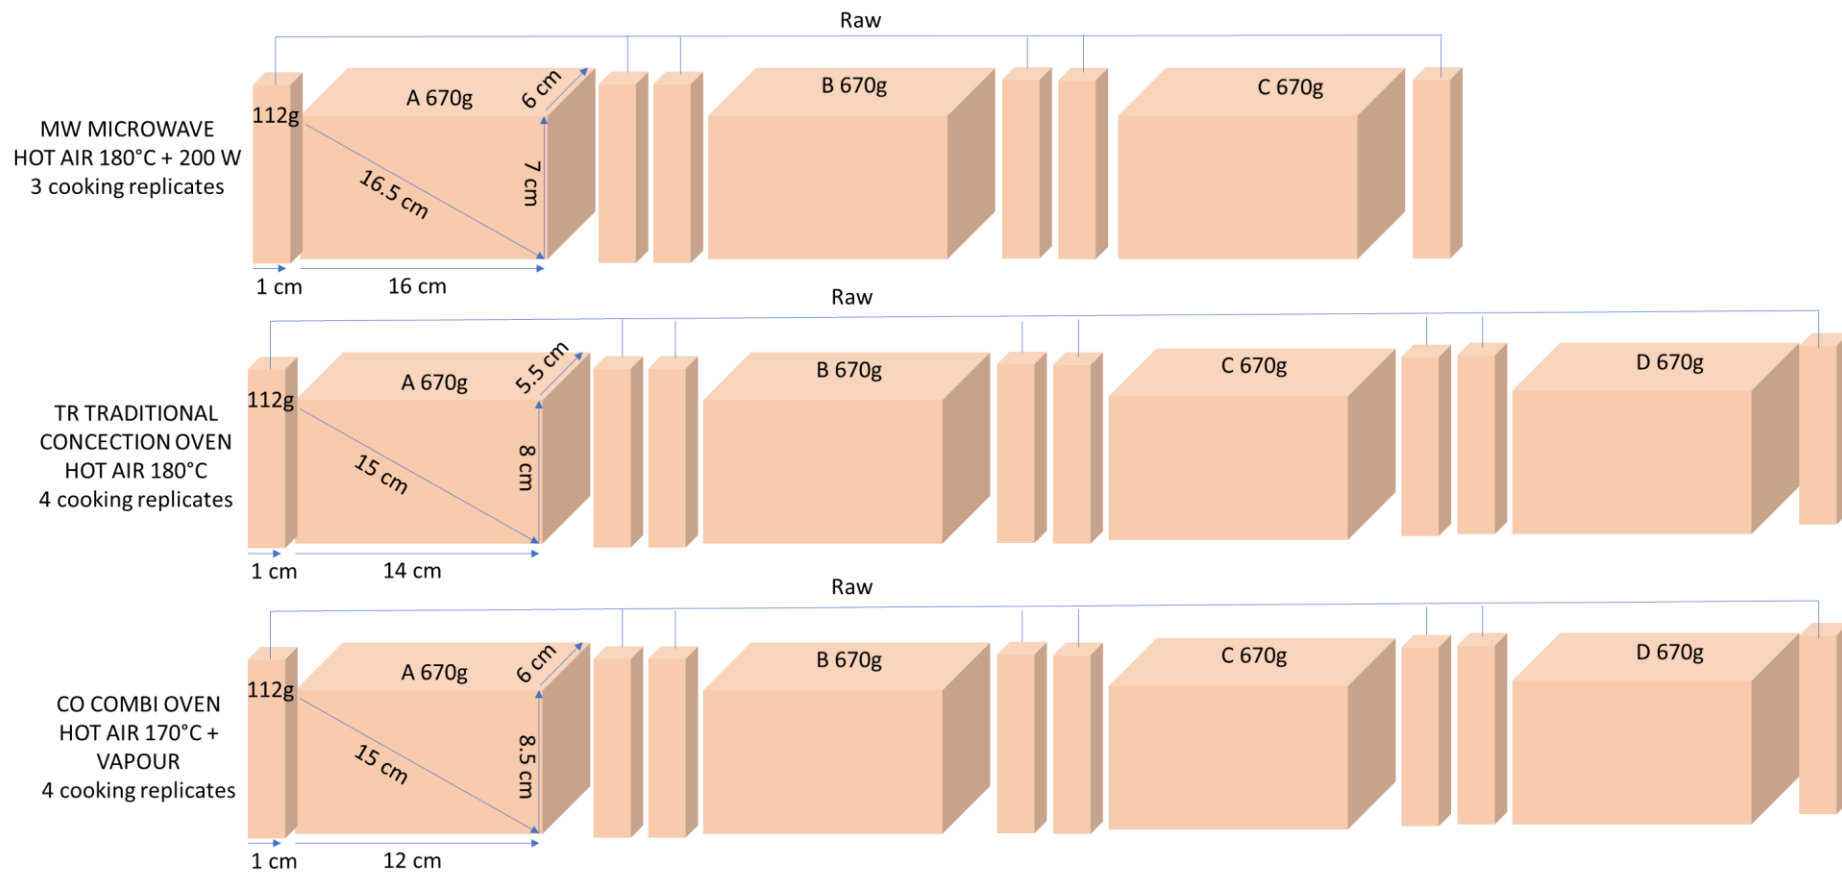 Raw
112g
A 670g
6 cm
B 670g
C 670g
MW MICROWAVE
HOT AIR 180°C + 200 W
3 cooking replicates
16.5 cm
7 cm
1 cm
16 cm
Raw
112g
A 670g
5.5 cm
B 670g
C 670g
D 670g
TR TRADITIONAL
CONCECTION OVEN
HOT AIR 180°C
4 cooking replicates
15 cm
8 cm
1 cm
14 cm
Raw
112g
A 670g
6 cm
B 670g
C 670g
D 670g
CO COMBI OVEN
HOT AIR 170°C +
VAPOUR
4 cooking replicates
15 cm
8.5 cm
1 cm
12 cm